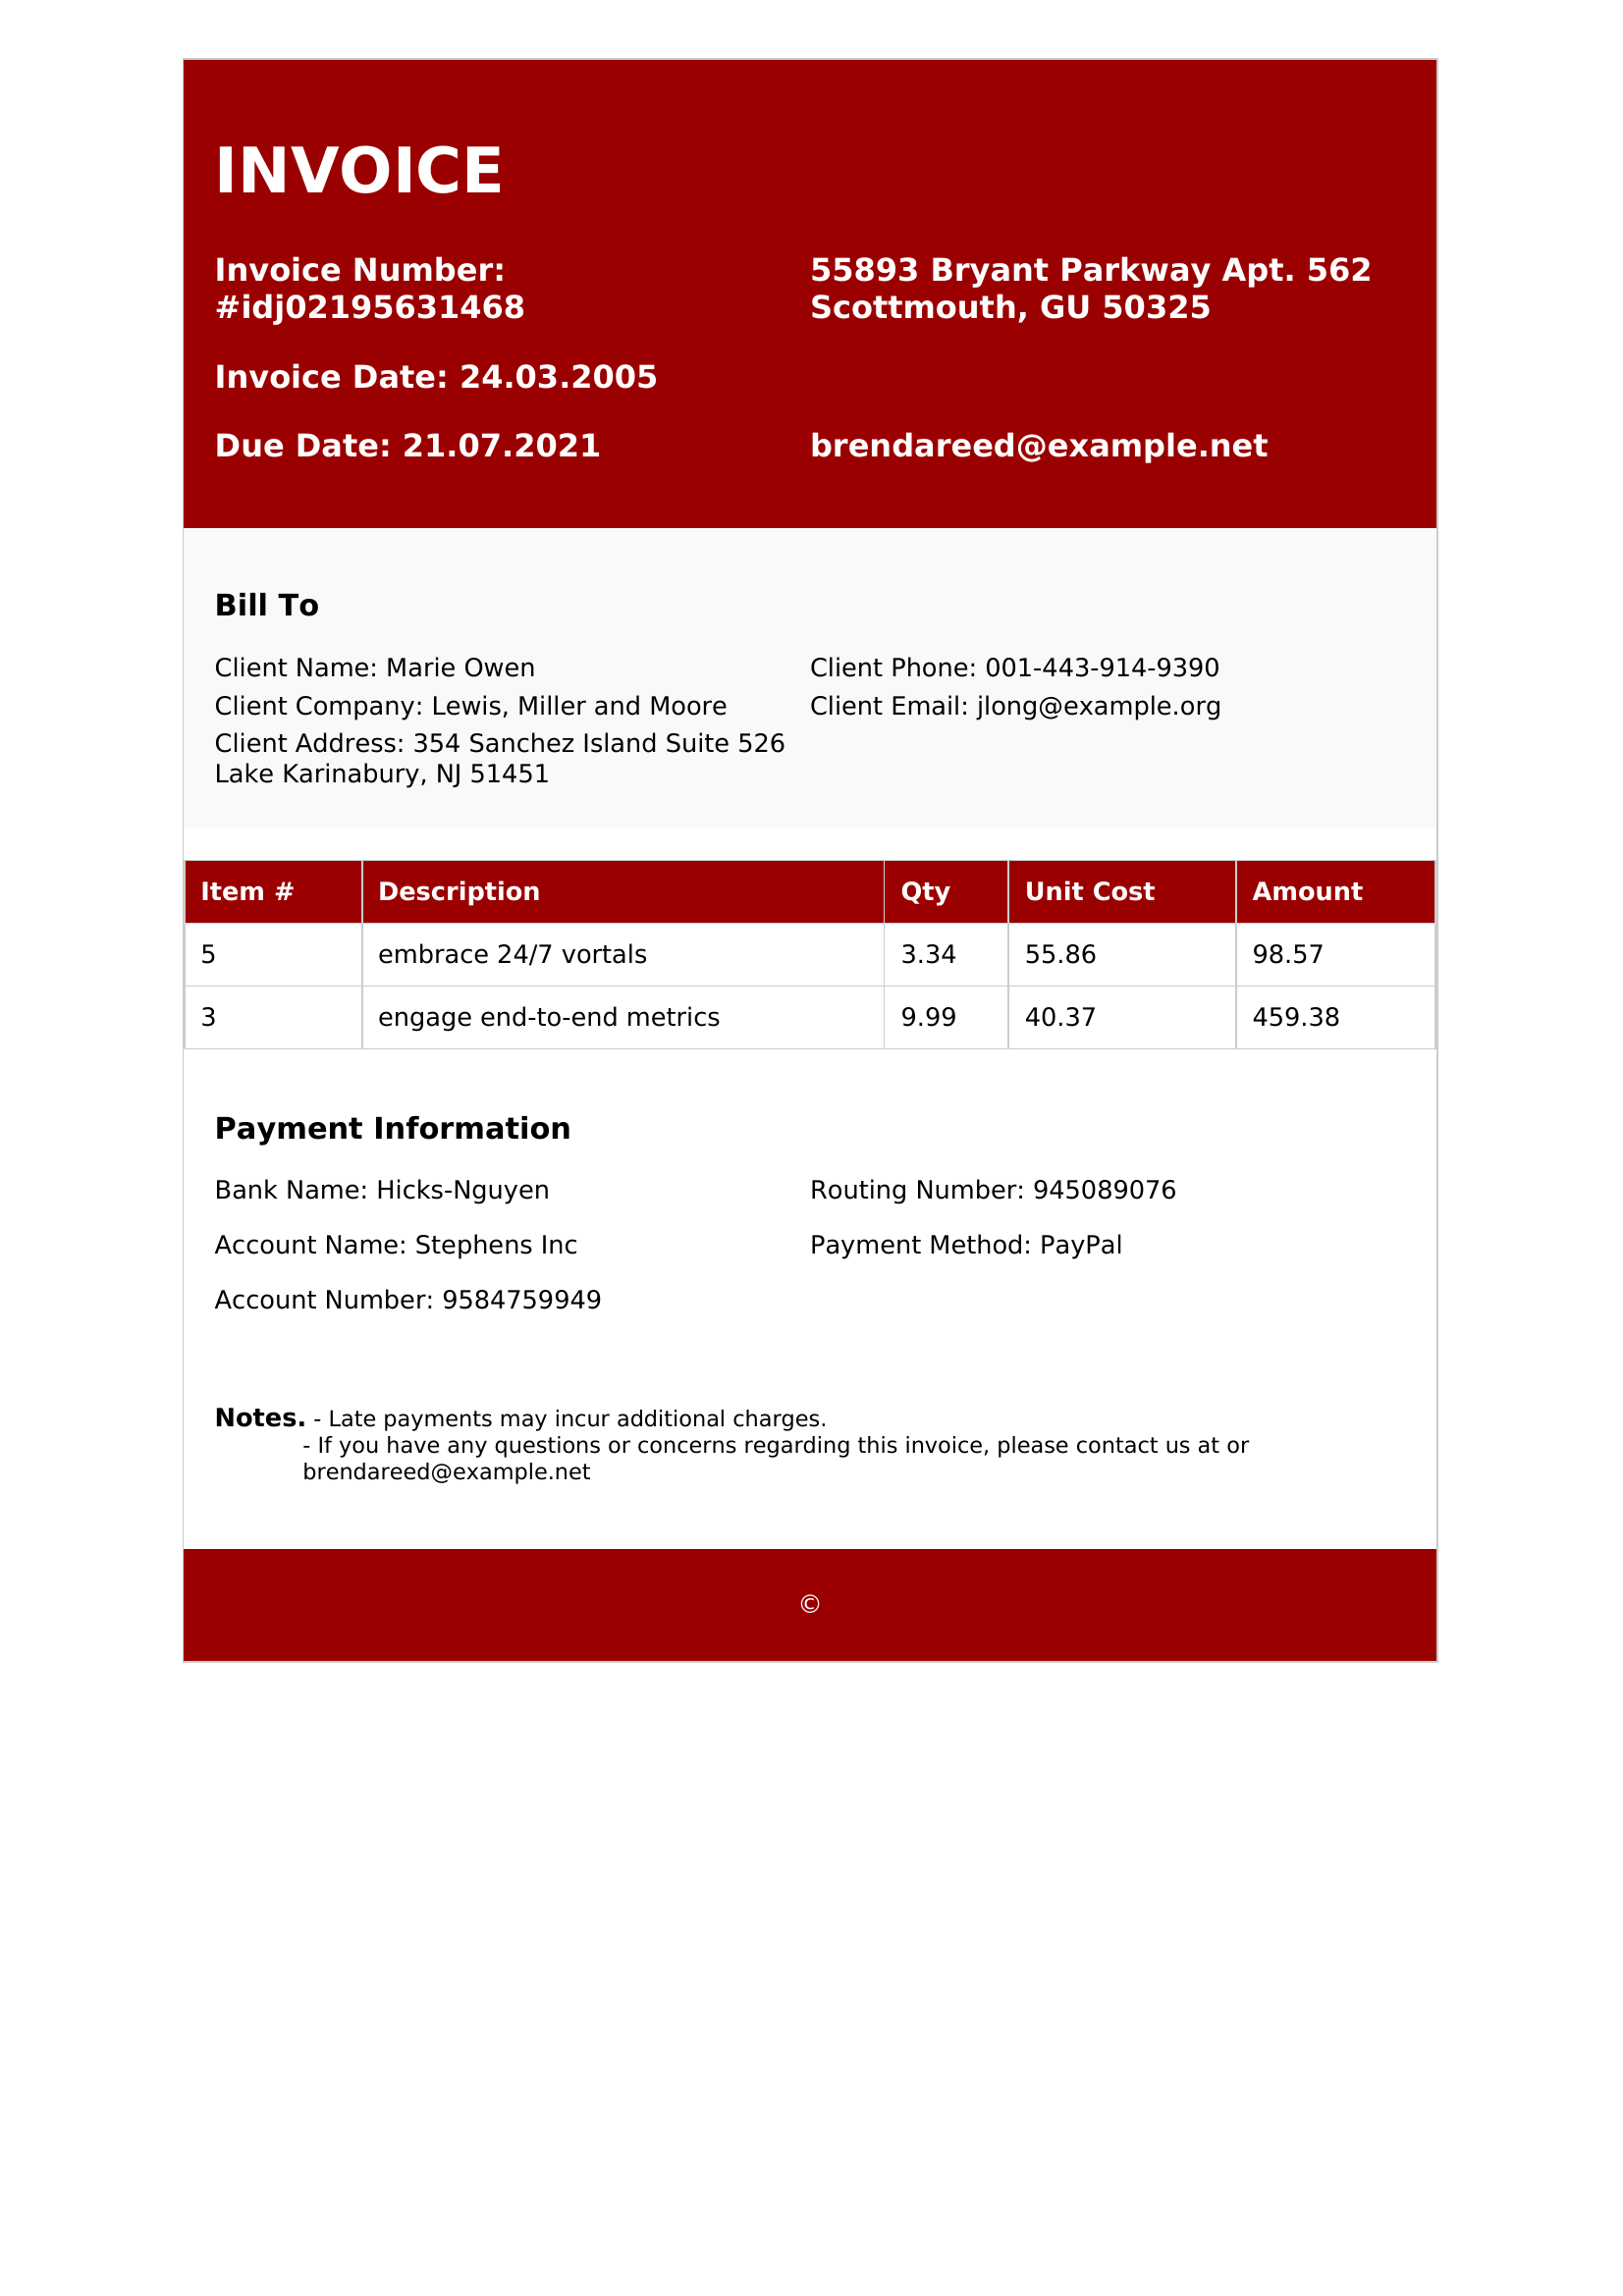 INVOICE
Invoice Number:
#idj02195631468
55893 Bryant Parkway Apt. 562
Scottmouth, GU 50325
Invoice Date: 24.03.2005
Due Date: 21.07.2021
brendareed@example.net
Bill To
Client Name: Marie Owen
Client Phone: 001-443-914-9390
Client Company: Lewis, Miller and Moore
Client Email: jlong@example.org
Client Address: 354 Sanchez Island Suite 526
Lake Karinabury, NJ 51451
Item # Description Qty Unit Cost Amount
5 embrace 24/7 vortals 3.34 55.86 98.57
3 engage end-to-end metrics 9.99 40.37 459.38
Payment Information
Bank Name: Hicks-Nguyen
Routing Number: 945089076
Account Name: Stephens Inc
Payment Method: PayPal
Account Number: 9584759949
Notes. - Late payments may incur additional charges.
- If you have any questions or concerns regarding this invoice, please contact us at or
brendareed@example.net
©